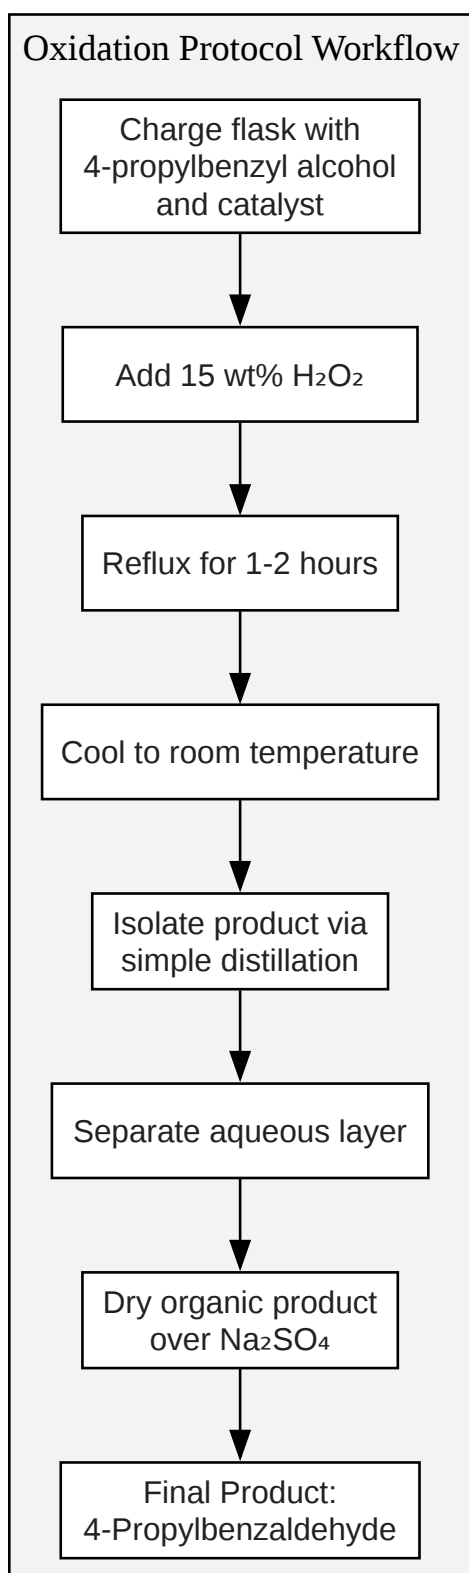 Oxidation Protocol Workflow
Charge flask with
4-propylbenzyl alcohol
and catalyst
Add 15 wt% H₂O₂
Reflux for 1-2 hours
Cool to room temperature
Isolate product via
simple distillation
Separate aqueous layer
Dry organic product
over Na₂SO₄
Final Product:
4-Propylbenzaldehyde